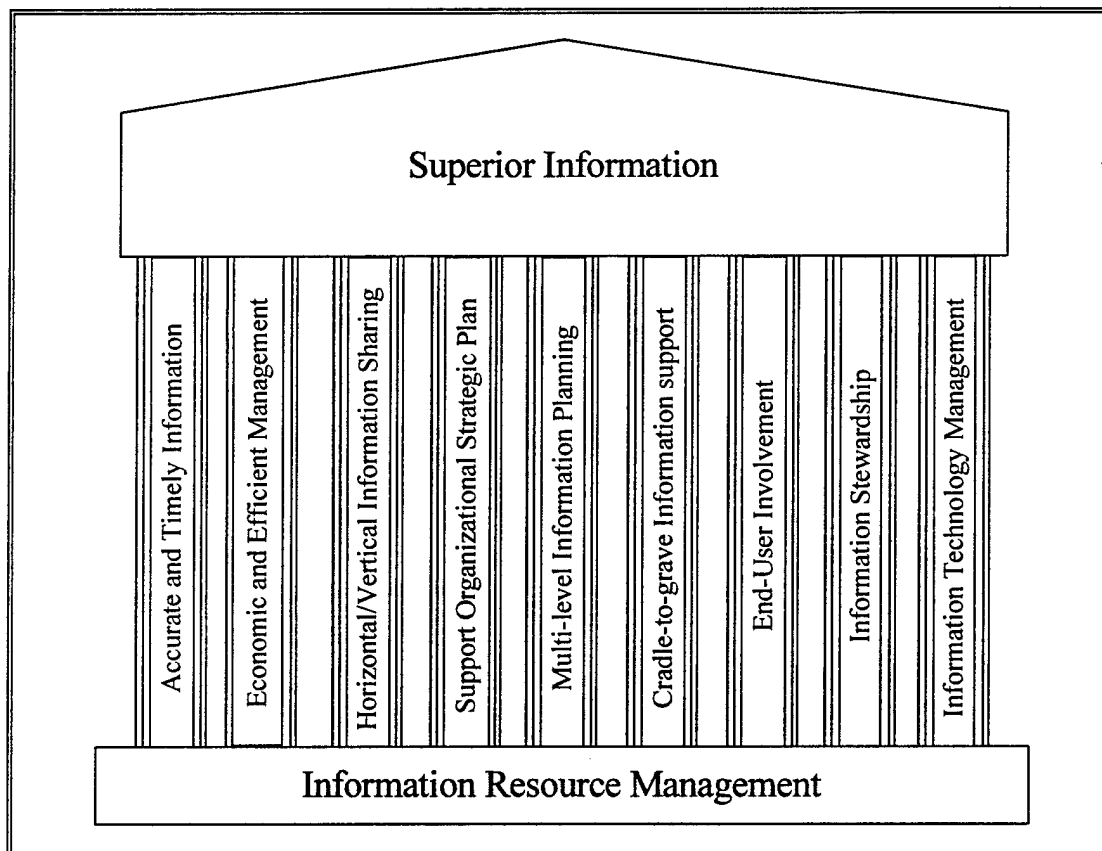 Superior Information
Accurate and Timely Information
Economic and Efficient Management
Horizontal/Vertical Information Sharing
Support Organizational Strategic Plan
Multi-level Information Planning
Cradle-to-grave Information support
End-User Involvement
Information Stewardship
Information Technology Management
Information Resource Management